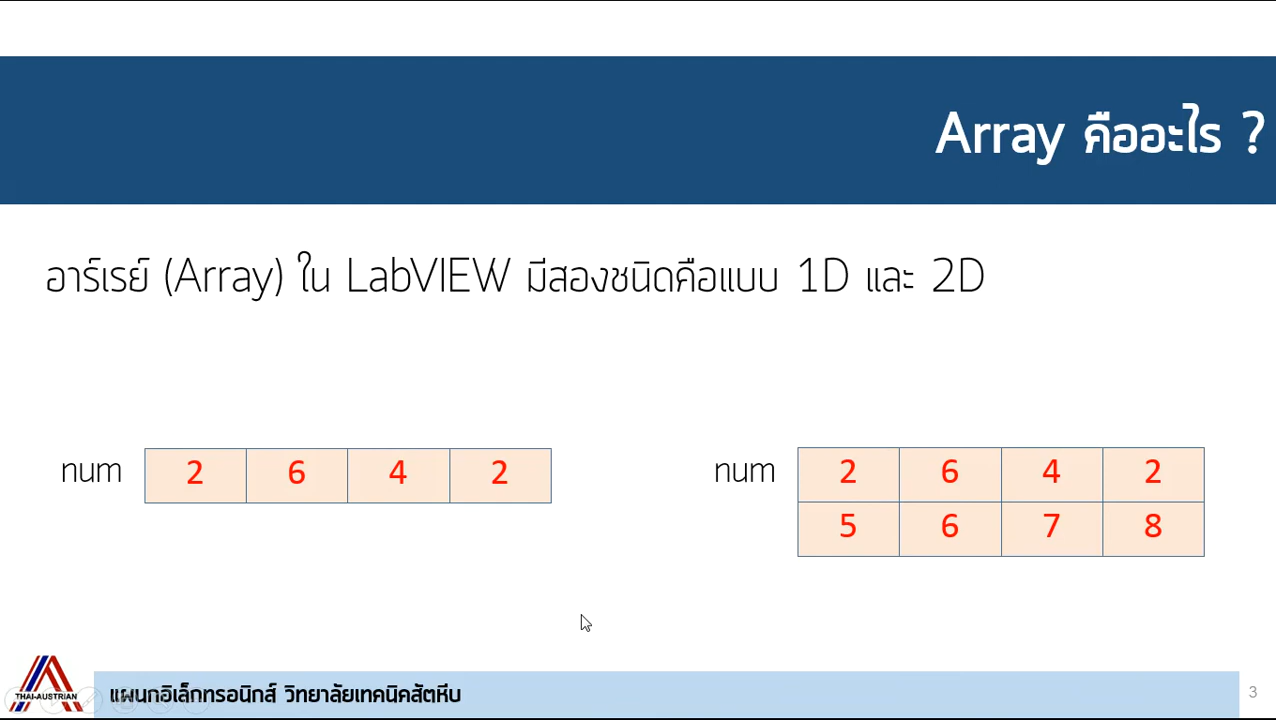 Array คืออะไร ?
อาร์เรย์ (Array) ใน LabVIEW มีสองชนิดคือแบบ 1D และ 2D
num 2 6 4 2
num 2 6 4 2
5 6 7 8
THAI-AUSTRIAN
แผนกอิเล็กทรอนิกส์ วิทยาลัยเทคนิคสัตหีบ
3